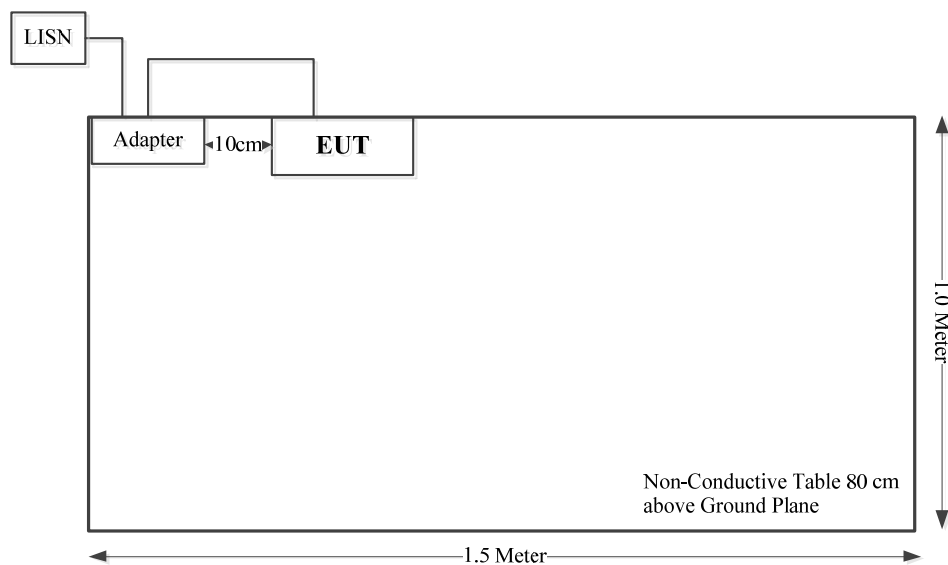 LISN
Adapter
10cm
EUT
1.0 Meter
Non-Conductive Table 80 cm
above Ground Plane
1.5 Meter